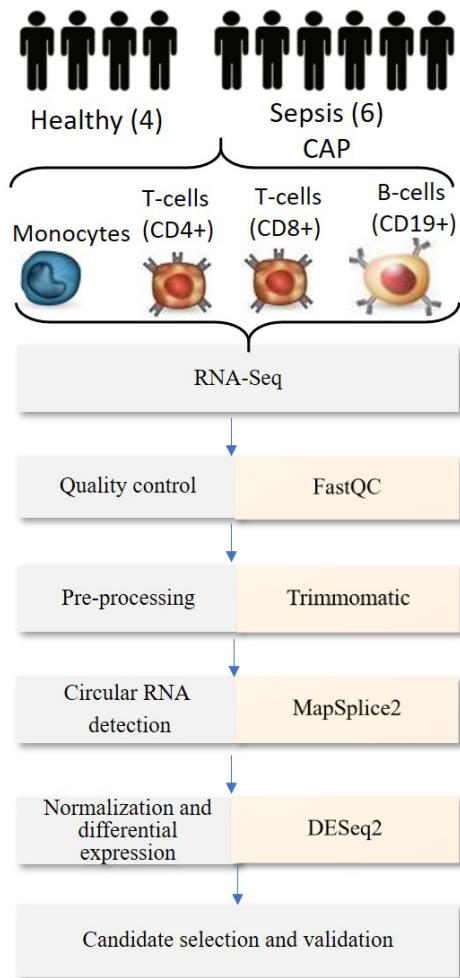 Healthy (4)
Sepsis (6)
CAP
Monocytes
T-cells
(CD4+)
T-cells
(CD8+)
B-cells
(CD19+)
RNA-Seq
Quality control
FastQC
Pre-processing
Trimmomatic
Circular RNA
detection
MapSplice2
Normalization and
differential
expression
DESeq2
Candidate selection and validation